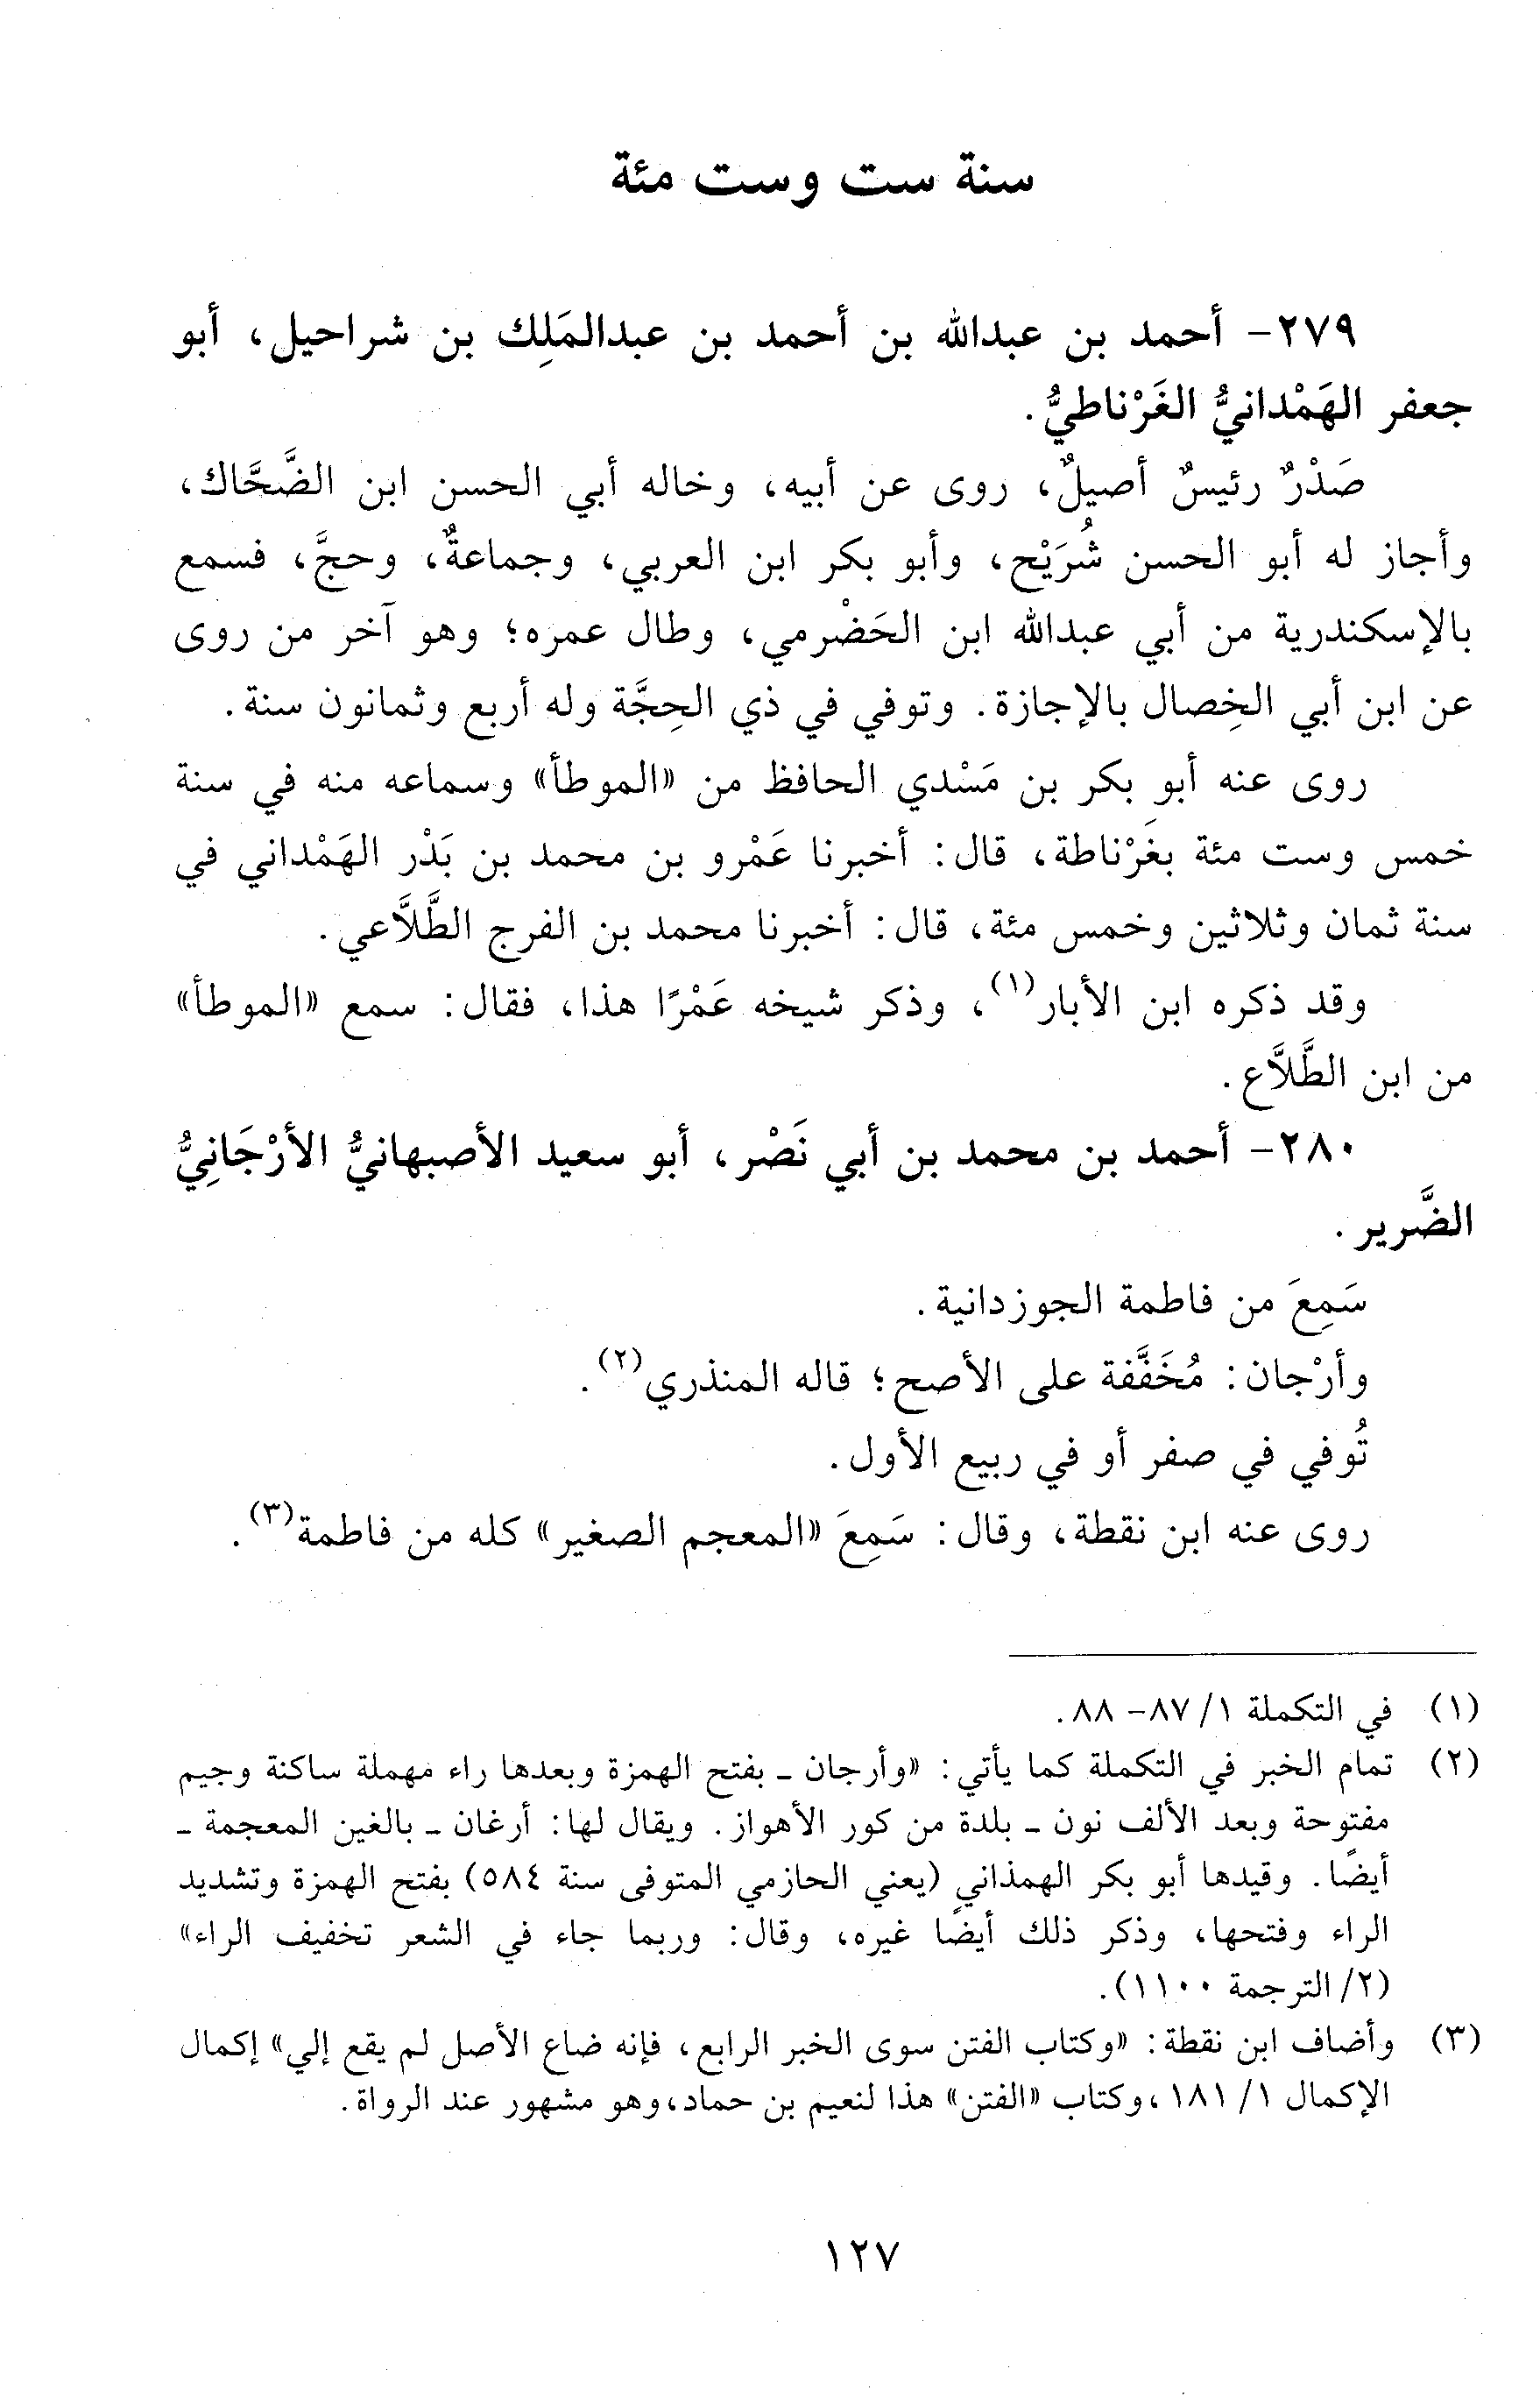 سنة ست وست مئة
٢٧٩- أحمد بن عبدالله بن أحمد بن عبدالمَلِك بن شراحيل، أبو
جعفر الهَمْدانيُّ الغَرْناطيُّ.
صَدْرٌ رئيسٌ أصيلٌ، روى عن أبيه، وخاله أبي الحسن ابن الضَّحَّاك،
وأجاز له أبو الحسن شُرَيْح، وأبو بكر ابن العربي، وجماعةٌ، وحجَّ، فسمع
بالإسكندرية من أبي عبدالله ابن الحَضْرمي، وطال عمره؛ وهو آخر من روى
عن ابن أبي الخِصال بالإجازة. وتوفي في ذي الحِجَّة وله أربع وثمانون سنة.
روى عنه أبو بكر بن مَسْدي الحافظ من «الموطأ» وسماعه منه في سنة
خمس وست مئة بغَرْناطة، قال: أخبرنا عَمْرو بن محمد بن بَدْر الهَمْداني في
سنة ثمان وثلاثين وخمس مئة، قال: أخبرنا محمد بن الفرج الطَّلَّاعي.
وقد ذكره ابن الأبار(١)، وذكر شيخه عَمْرًا هذا، فقال: سمع «الموطأ»
من ابن الطَّلَّاع.
٢٨٠- أحمد بن محمد بن أبي نَصْر، أبو سعيد الأصبهانيُّ الأرْجَانِيُّ
الضَّرير.
سَمِعَ من فاطمة الجوزدانية.
وأرْجان: مُخَفَّفة على الأصح؛ قاله المنذري(٢).
تُوفي في صفر أو في ربيع الأول.
روى عنه ابن نقطة، وقال: سَمِعَ «المعجم الصغير» كله من فاطمة(٣).
(١) في التكملة ١/ ٨٧- ٨٨.
(٢) تمام الخبر في التكملة كما يأتي: «وأرجان - بفتح الهمزة وبعدها راء مهملة ساكنة وجيم
مفتوحة وبعد الألف نون - بلدة من كور الأهواز. ويقال لها: أرغان - بالغين المعجمة -
أيضًا. وقيدها أبو بكر الهمذاني (يعني الحازمي المتوفى سنة ٥٨٤) بفتح الهمزة وتشديد
الراء وفتحها، وذكر ذلك أيضًا غيره، وقال: وربما جاء في الشعر تخفيف الراء»
(٢/ الترجمة ١١٠٠).
(٣) وأضاف ابن نقطة: «وكتاب الفتن سوى الخبر الرابع، فإنه ضاع الأصل لم يقع إلي» إكمال
الإكمال ١/ ١٨١، وكتاب «الفتن» هذا لنعيم بن حماد، وهو مشهور عند الرواة.
١٢٧